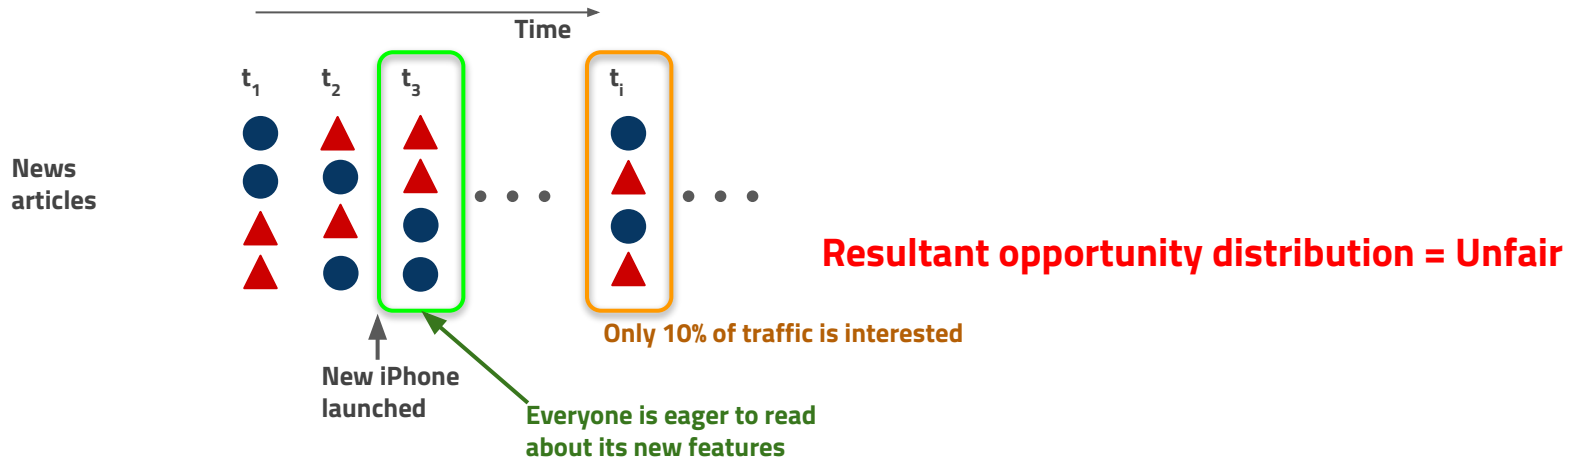 Time
t1
t2
t3
ti
News
articles
Resultant opportunity distribution = Unfair
Only 10% of traffic is interested
New iPhone
launched
Everyone is eager to read
about its new features